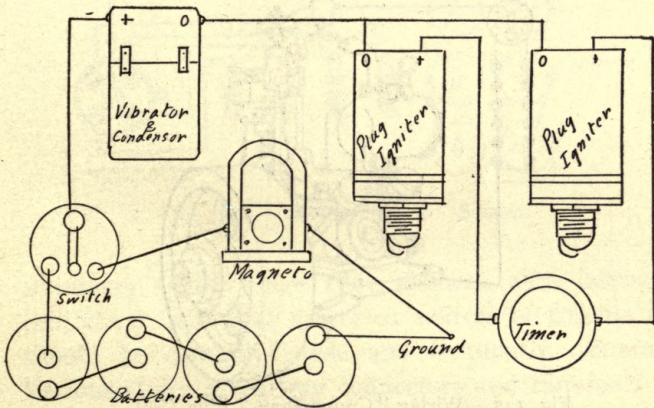 + 0
Vibrator
&
Condensor
0 +
Plug
Igniter
0 +
Plug
Igniter
Magneto
Switch
Timer
Ground
Batteries